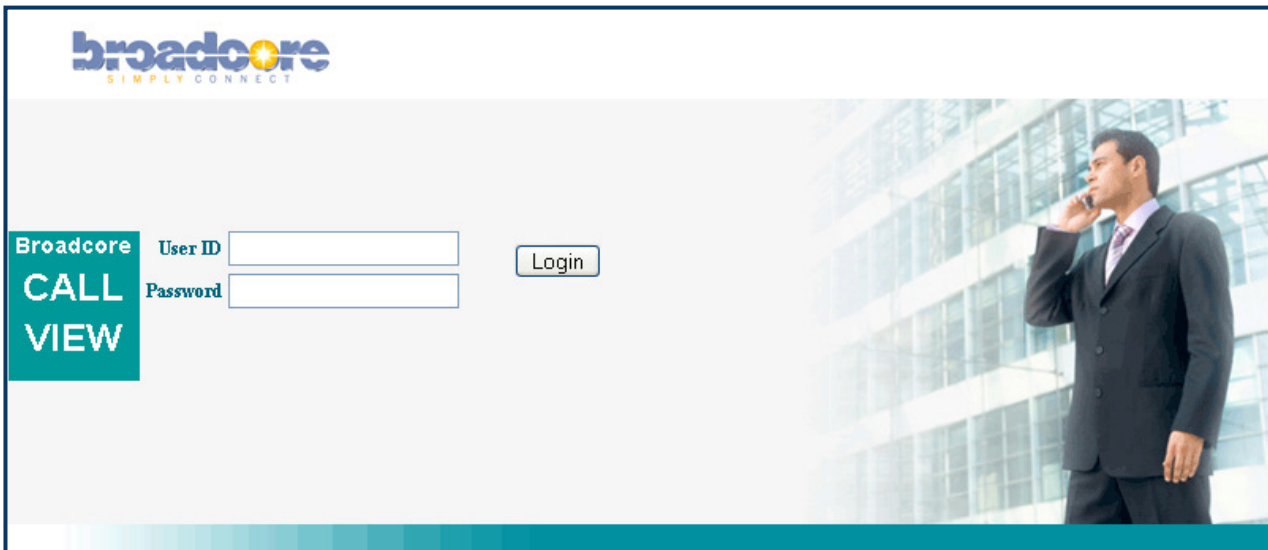 broadcore
SIMPLY CONNECT
Broadcore
CALL
VIEW
User ID
Password
Login